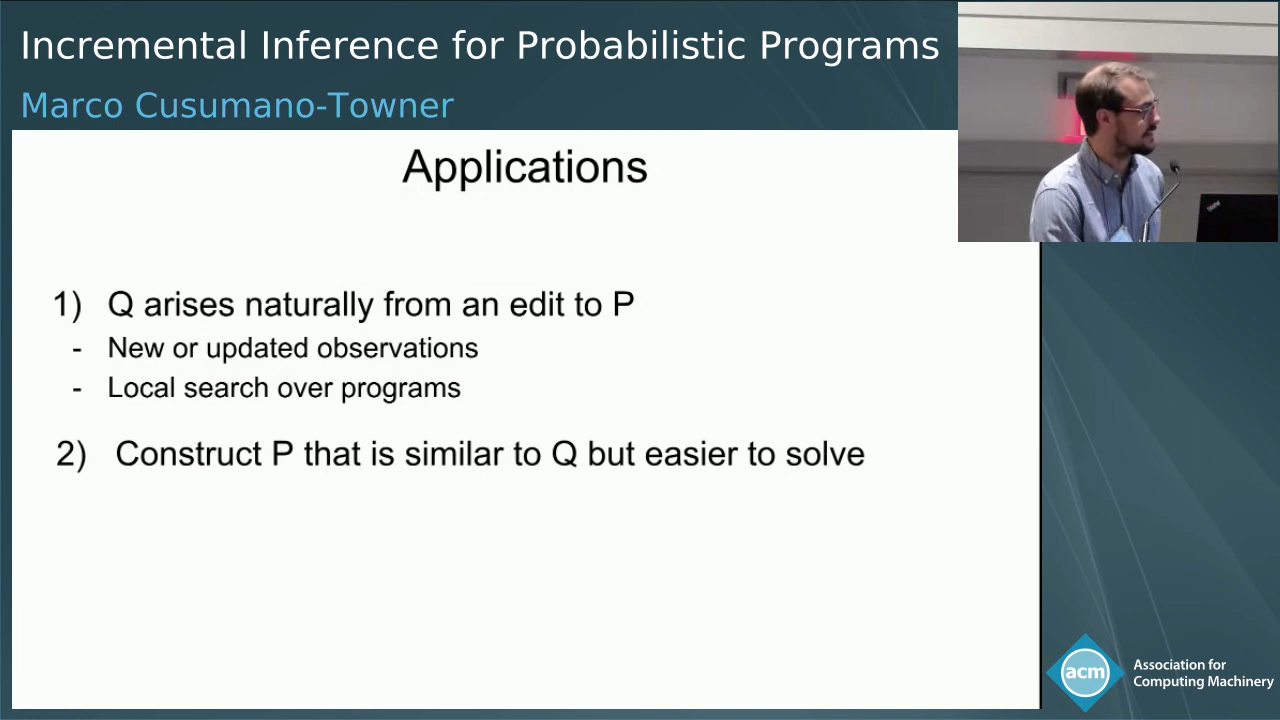 Incremental Inference for Probabilistic Programs
Marco Cusumano-Towner
Applications
1) Q arises naturally from an edit to P
- New or updated observations
- Local search over programs
2) Construct P that is similar to Q but easier to solve
acm
Association for
Computing Machinery